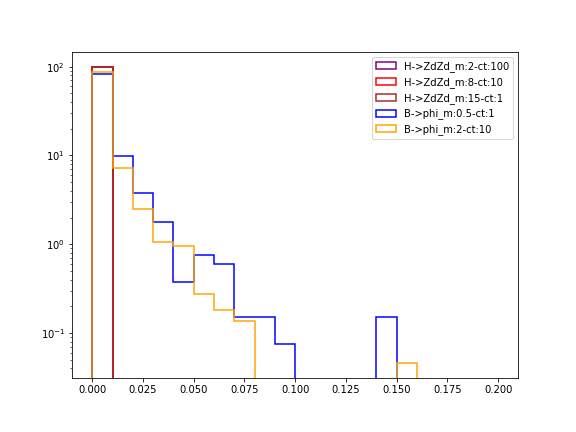 H->ZdZd_m:2-ct:100
H->ZdZd_m:8-ct:10
H->ZdZd_m:15-ct:1
B->phi_m:0.5-ct:1
B->phi_m:2-ct:10
10²
10¹
10⁰
10⁻¹
0.000 0.025 0.050 0.075 0.100 0.125 0.150 0.175 0.200